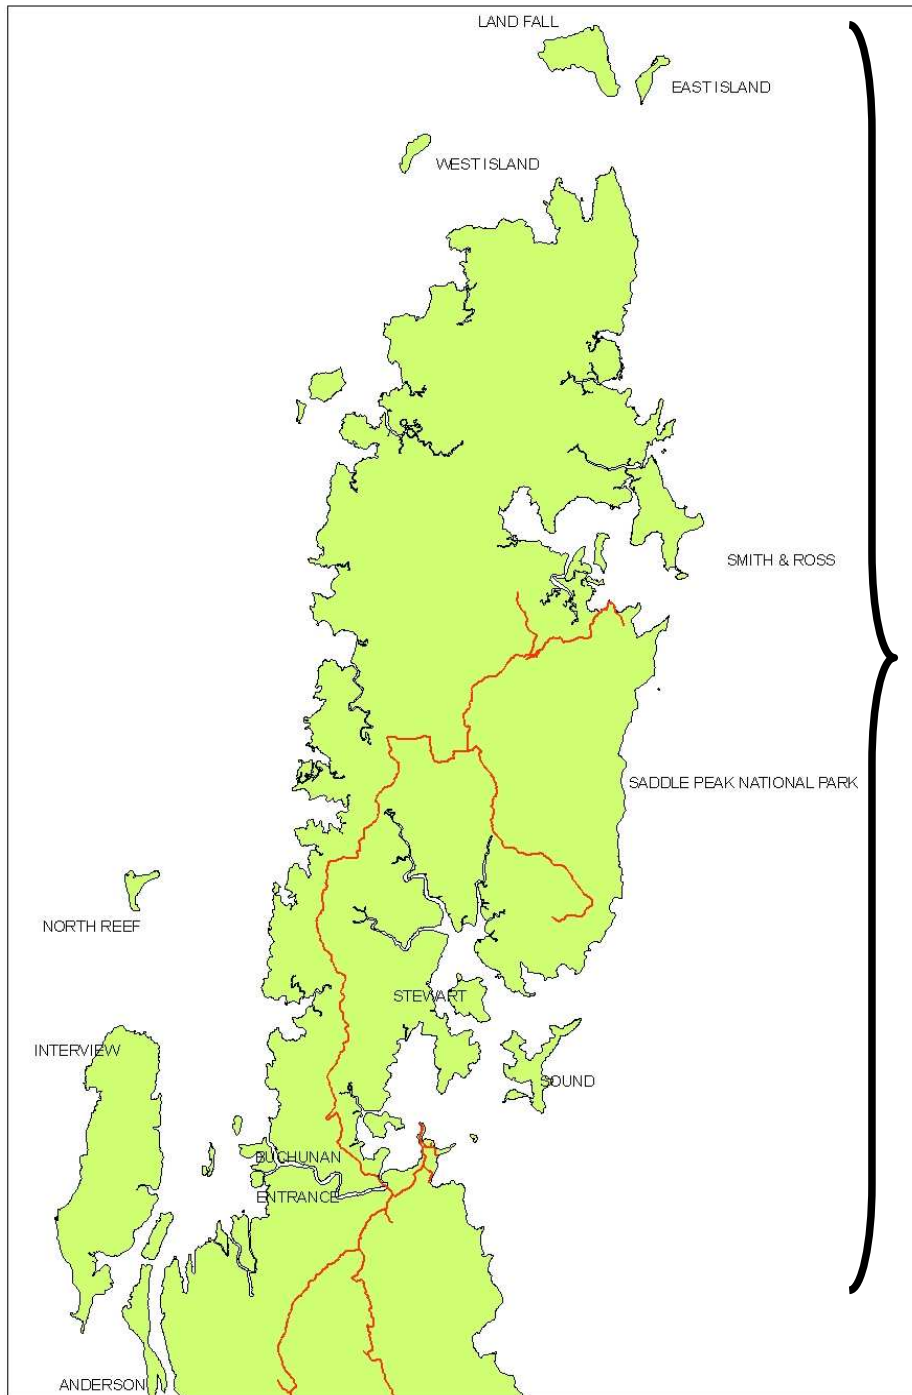 LAND FALL
EAST ISLAND
WEST ISLAND
SMITH & ROSS
SADDLE PEAK NATIONAL PARK
NORTH REEF
STEWART
INTERVIEW
SOUND
BUCHUNAN
ENTRANCE
ANDERSON